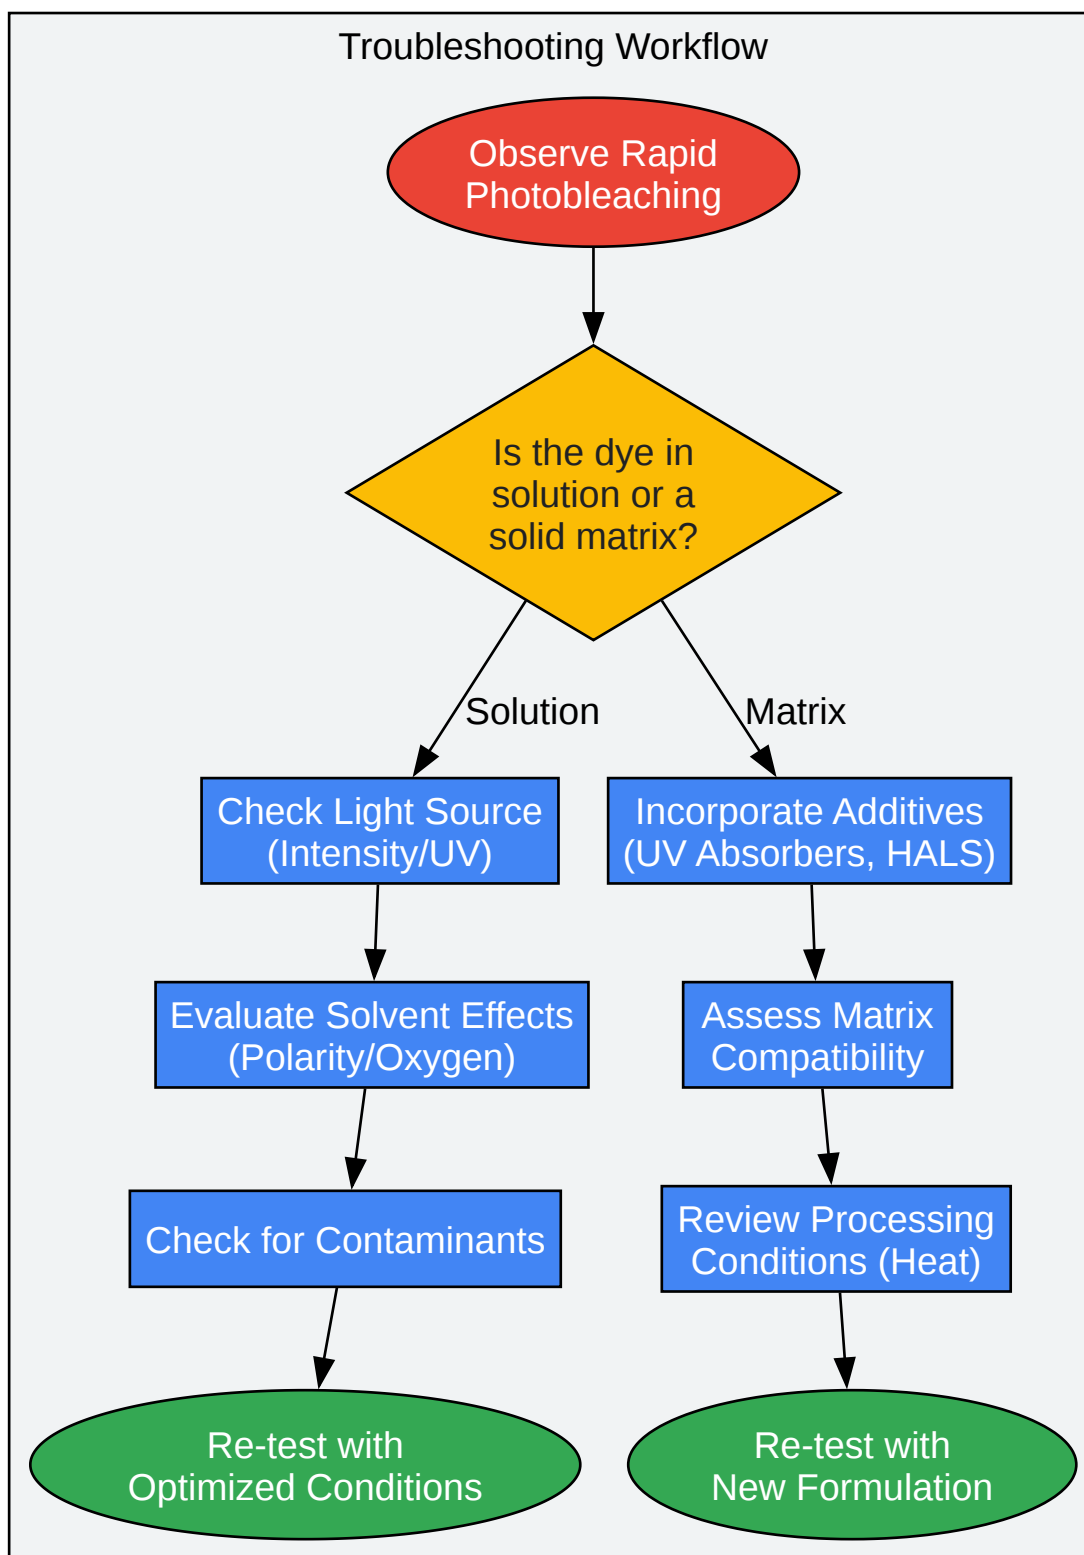 Troubleshooting Workflow
Observe Rapid
Photobleaching
Is the dye in
solution or a
solid matrix?
Solution
Matrix
Check Light Source
(Intensity/UV)
Incorporate Additives
(UV Absorbers, HALS)
Evaluate Solvent Effects
(Polarity/Oxygen)
Assess Matrix
Compatibility
Check for Contaminants
Review Processing
Conditions (Heat)
Re-test with
Optimized Conditions
Re-test with
New Formulation